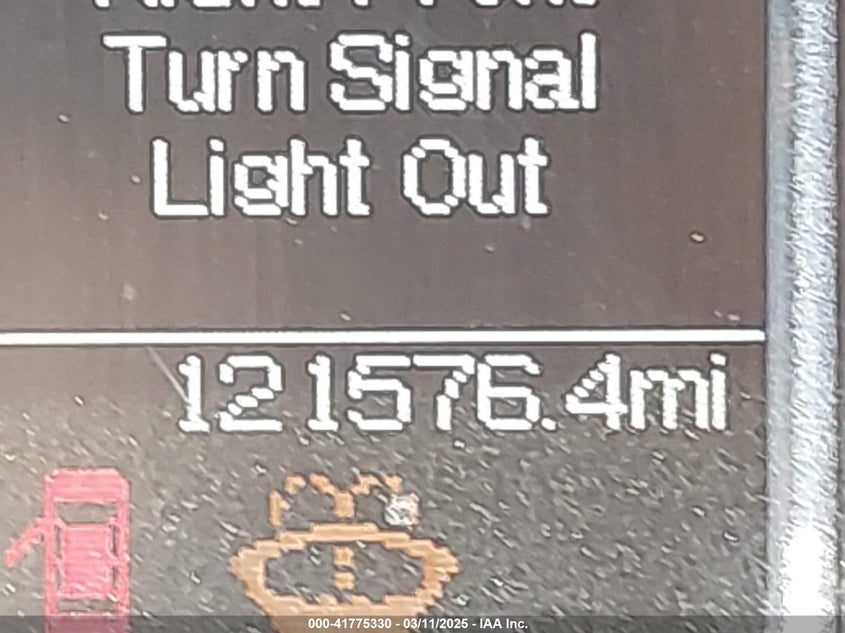 Turn Signal
Light Out
121576.4mi
000-41775330 - 03/11/2025 - IAA Inc.